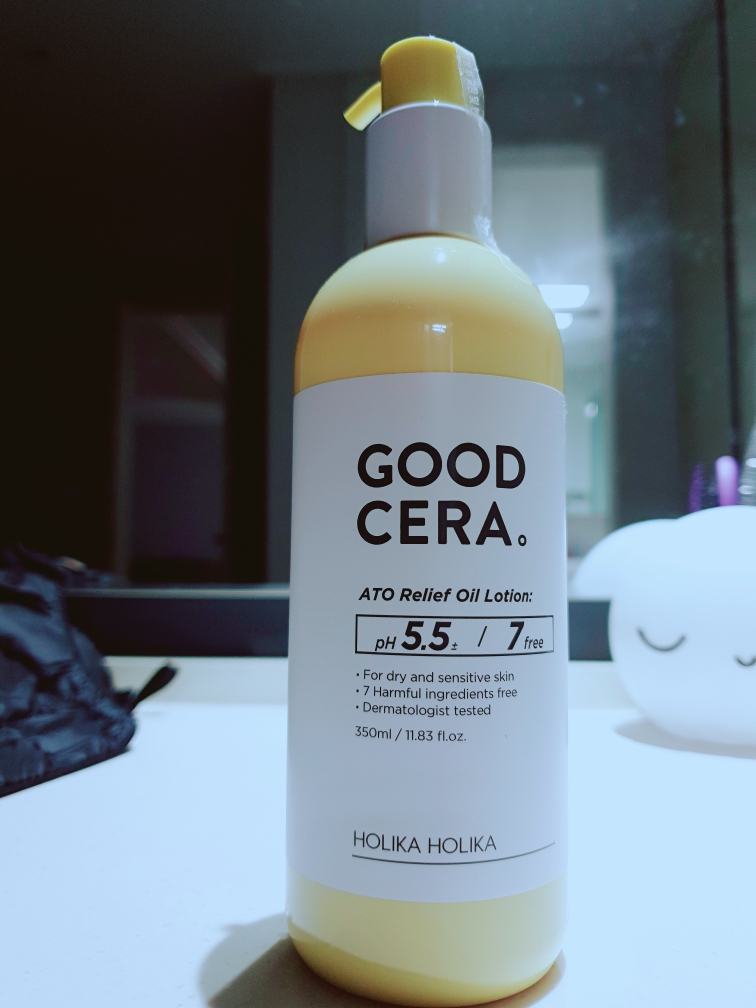 GOOD
CERA.
ATO Relief Oil Lotion:
pH 5.5± / 7 free
• For dry and sensitive skin
• 7 Harmful ingredients free
• Dermatologist tested
350ml / 11.83 fl.oz.
HOLIKA HOLIKA